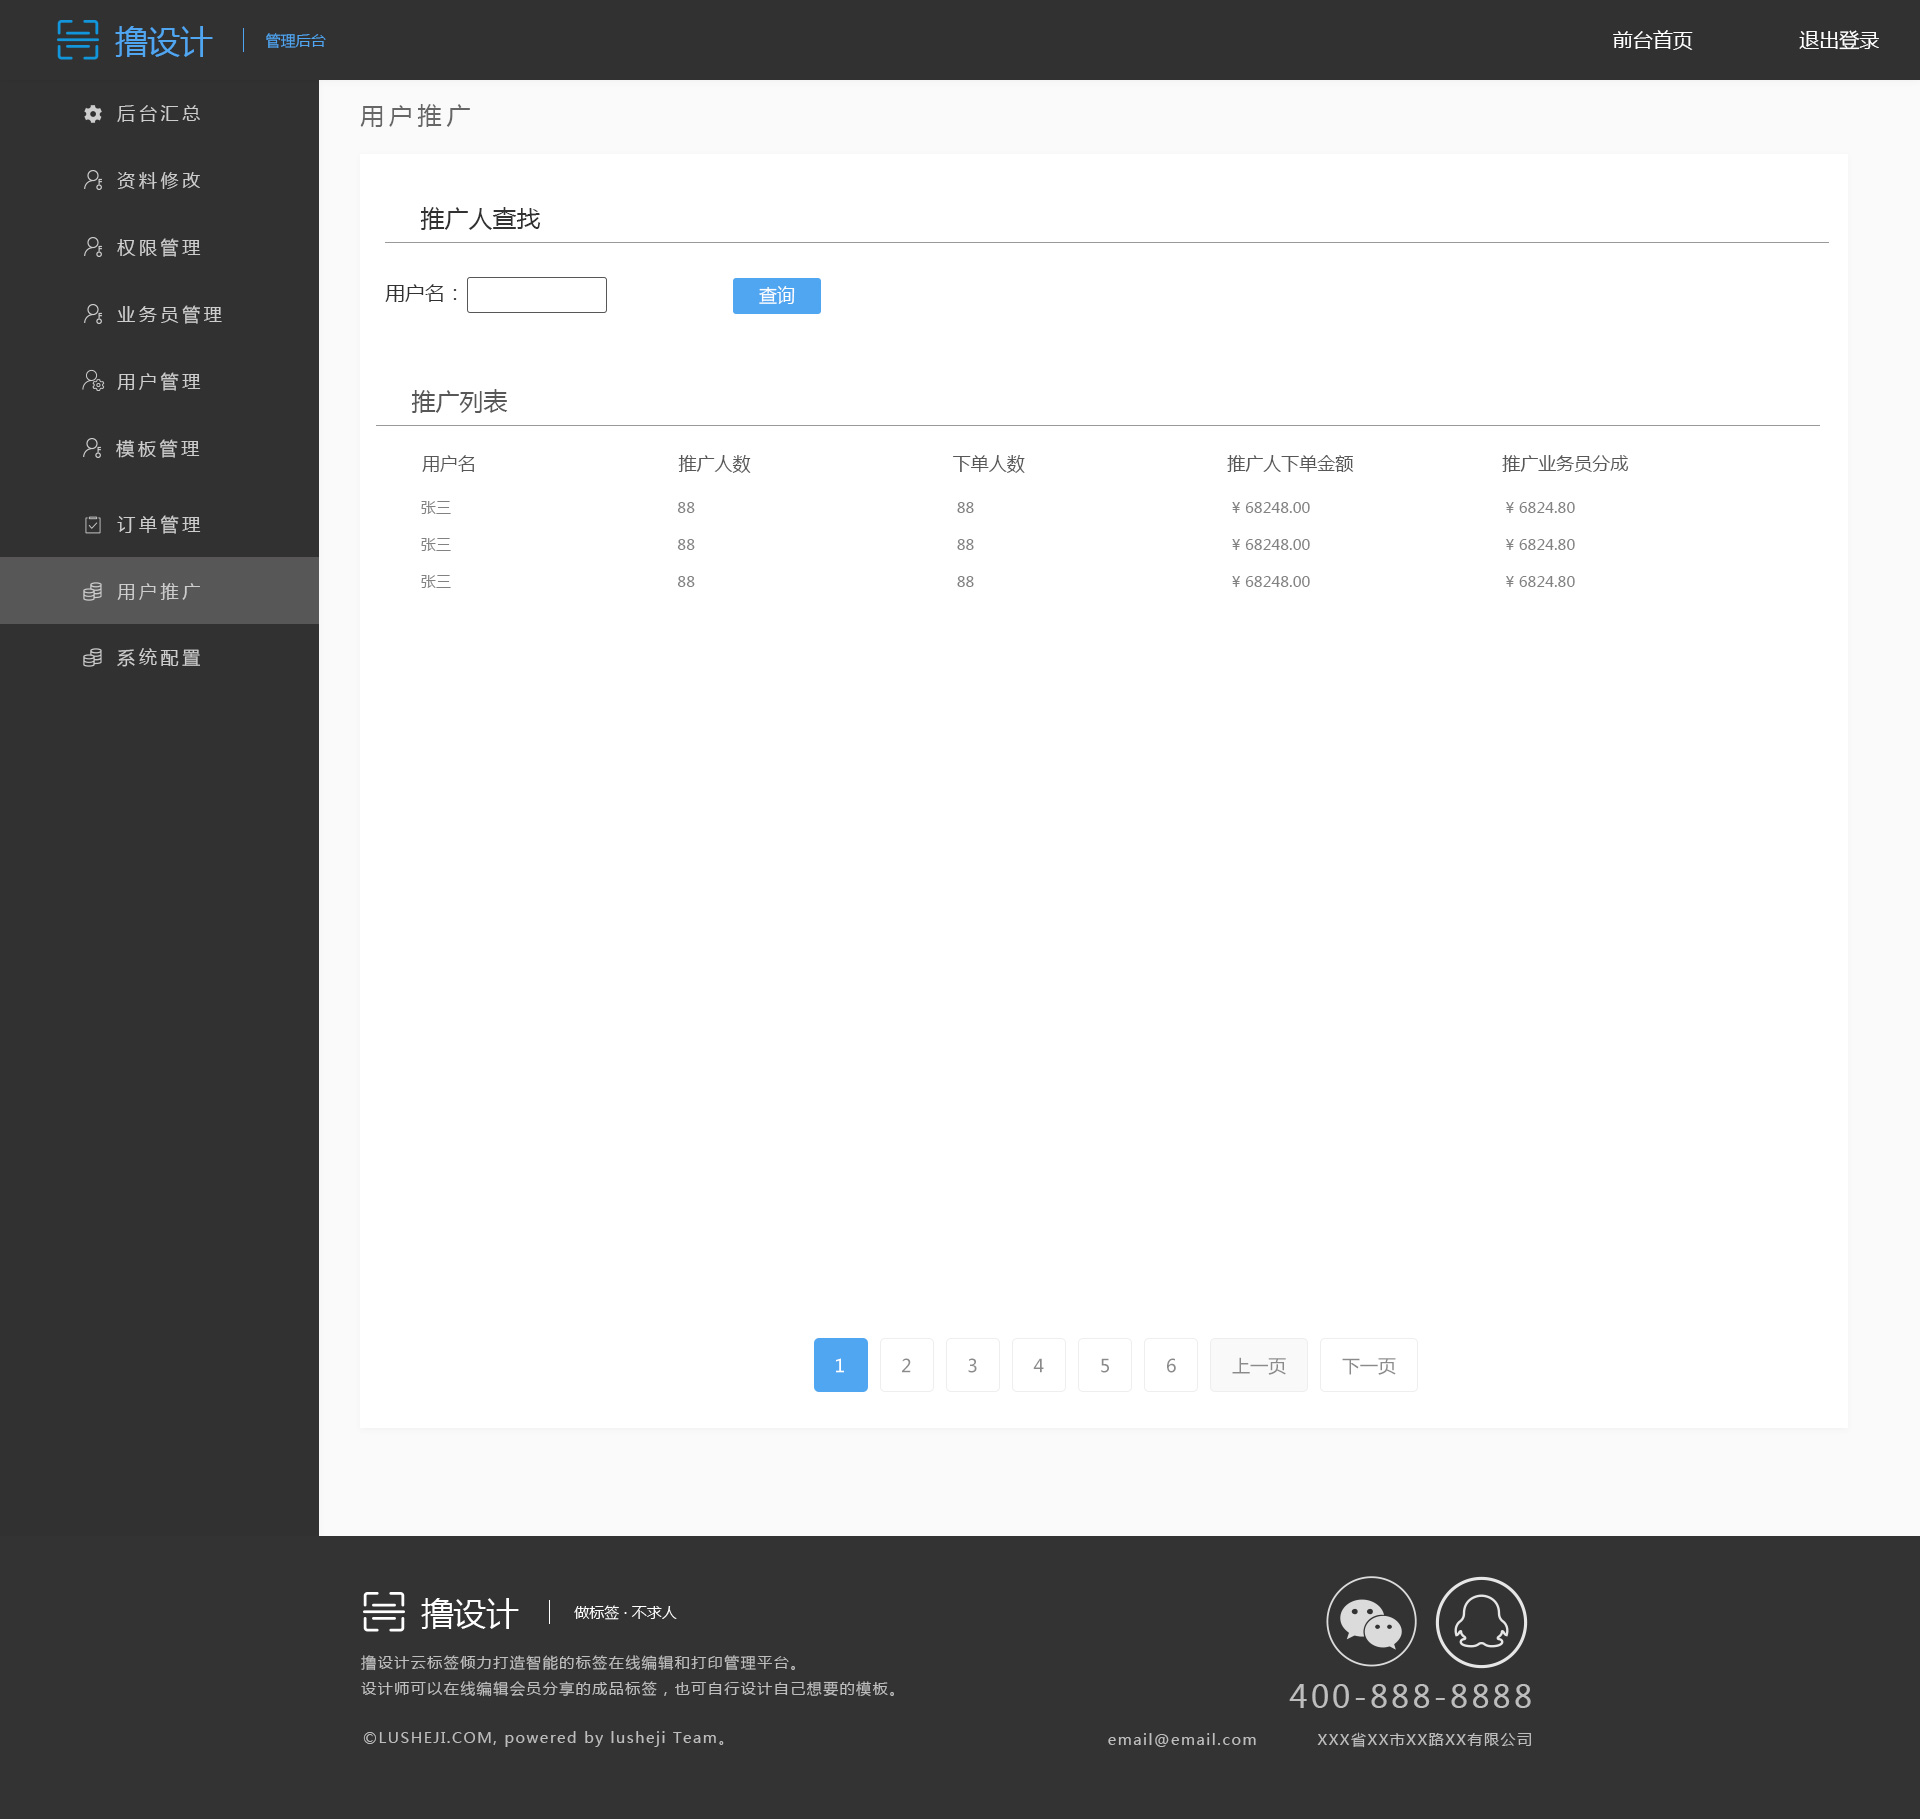 撸设计 管理后台 前台首页 退出登录
后台汇总
资料修改
权限管理
业务员管理
用户管理
模板管理
订单管理
用户推广
系统配置
用户推广
推广人查找
用户名： 查询
推广列表
用户名 推广人数 下单人数 推广人下单金额 推广业务员分成
张三 88 88 ¥ 68248.00 ¥ 6824.80
张三 88 88 ¥ 68248.00 ¥ 6824.80
张三 88 88 ¥ 68248.00 ¥ 6824.80
1 2 3 4 5 6 上一页 下一页
撸设计 做标签 · 不求人
撸设计云标签倾力打造智能的标签在线编辑和打印管理平台。
设计师可以在线编辑会员分享的成品标签，也可自行设计自己想要的模板。
©LUSHEJI.COM, powered by lusheji Team。
400-888-8888
email@email.com XXX省XX市XX路XX有限公司